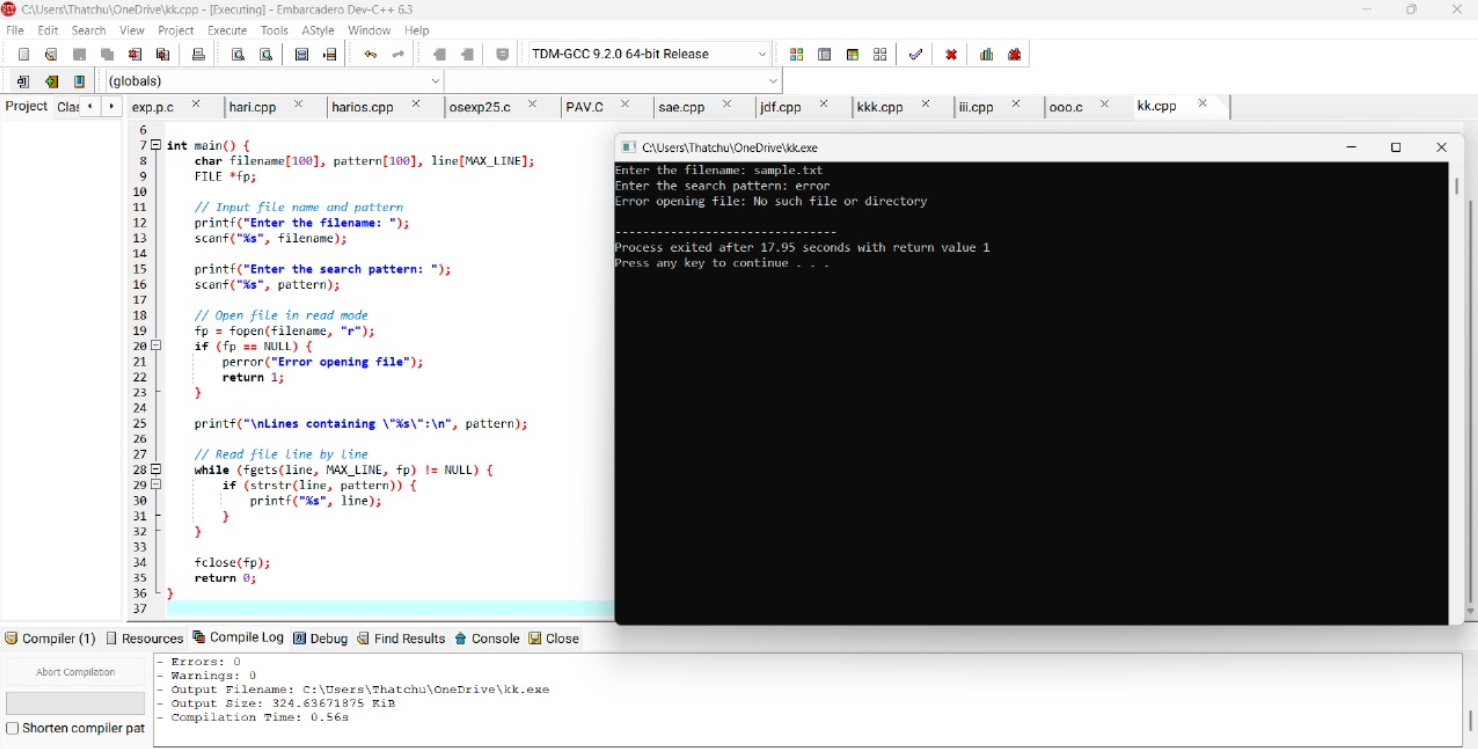 C:\Users\Thatchu\OneDrive\kk.cpp - [Executing] - Embarcadero Dev-C++ 6.3
File Edit Search View Project Execute Tools AStyle Window Help
TDM-GCC 9.2.0 64-bit Release
(globals)
Project Clas exp.p.c hari.cpp harios.cpp osexp25.c PAV.C sae.cpp jdf.cpp kkk.cpp iii.cpp ooo.c kk.cpp
6
7 int main() {
8 char filename[100], pattern[100], line[MAX_LINE];
9 FILE *fp;
10
11 // Input file name and pattern
12 printf("Enter the filename: ");
13 scanf("%s", filename);
14
15 printf("Enter the search pattern: ");
16 scanf("%s", pattern);
17
18 // Open file in read mode
19 fp = fopen(filename, "r");
20 if (fp == NULL) {
21 perror("Error opening file");
22 return 1;
23 }
24
25 printf("\nLines containing \"%s\":\n", pattern);
26
27 // Read file line by line
28 while (fgets(line, MAX_LINE, fp) != NULL) {
29 if (strstr(line, pattern)) {
30 printf("%s", line);
31 }
32 }
33
34 fclose(fp);
35 return 0;
36 }
37
C:\Users\Thatchu\OneDrive\kk.exe
Enter the filename: sample.txt
Enter the search pattern: error
Error opening file: No such file or directory
--------------------------------
Process exited after 17.95 seconds with return value 1
Press any key to continue . . .
Compiler (1) Resources Compile Log Debug Find Results Console Close
Abort Compilation
Shorten compiler pat
- Errors: 0
- Warnings: 0
- Output Filename: C:\Users\Thatchu\OneDrive\kk.exe
- Output Size: 324.63671875 KiB
- Compilation Time: 0.56s